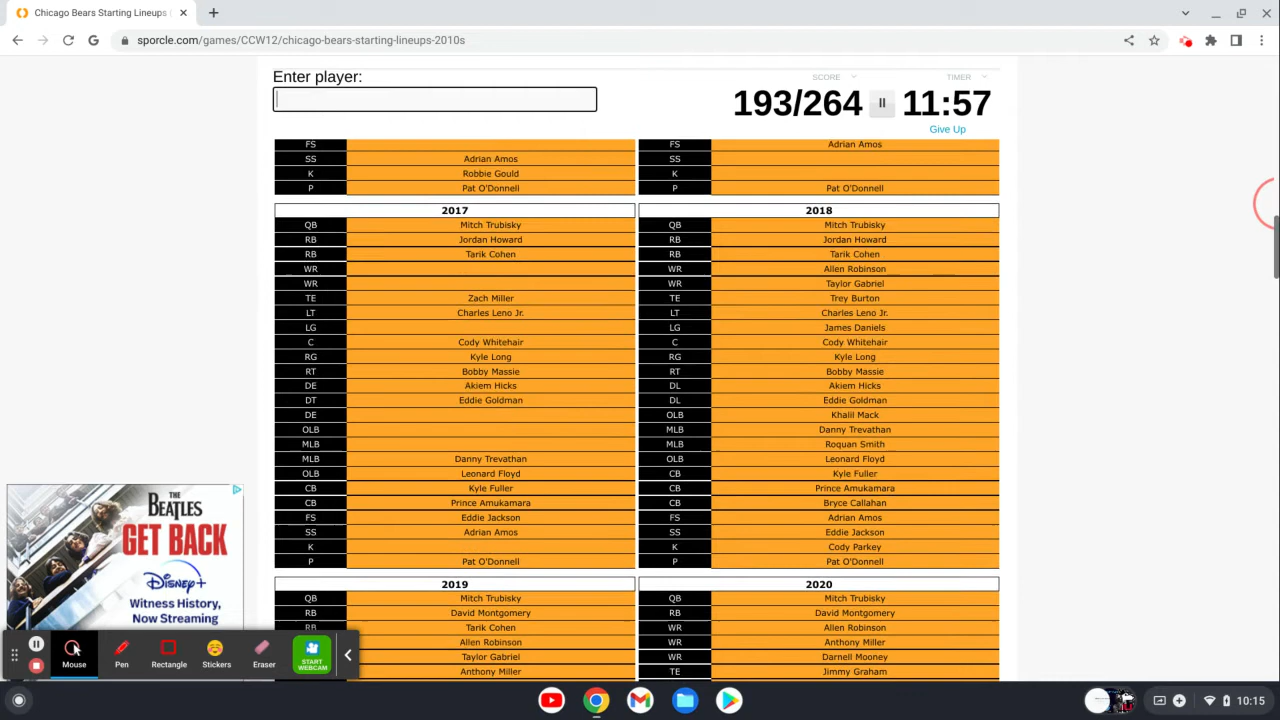 Chicago Bears Starting Lineups (
sporcle.com/games/CCW12/chicago-bears-starting-lineups-2010s
Enter player:
SCORE
TIMER
193/264
11:57
Give Up
FS
SS Adrian Amos
K Robbie Gould
P Pat O'Donnell
FS Adrian Amos
SS
K
P Pat O'Donnell
2017
QB Mitch Trubisky
RB Jordan Howard
RB Tarik Cohen
WR
WR
TE Zach Miller
LT Charles Leno Jr.
LG
C Cody Whitehair
RG Kyle Long
RT Bobby Massie
DE Akiem Hicks
DT Eddie Goldman
DE
OLB
MLB
MLB Danny Trevathan
OLB Leonard Floyd
CB Kyle Fuller
CB Prince Amukamara
FS Eddie Jackson
SS Adrian Amos
K
P Pat O'Donnell
2018
QB Mitch Trubisky
RB Jordan Howard
RB Tarik Cohen
WR Allen Robinson
WR Taylor Gabriel
TE Trey Burton
LT Charles Leno Jr.
LG James Daniels
C Cody Whitehair
RG Kyle Long
RT Bobby Massie
DL Akiem Hicks
DL Eddie Goldman
OLB Khalil Mack
MLB Danny Trevathan
MLB Roquan Smith
OLB Leonard Floyd
CB Kyle Fuller
CB Prince Amukamara
CB Bryce Callahan
FS Adrian Amos
SS Eddie Jackson
K Cody Parkey
P Pat O'Donnell
2019
QB Mitch Trubisky
RB David Montgomery
RB Tarik Cohen
Allen Robinson
Taylor Gabriel
Anthony Miller
2020
QB Mitch Trubisky
RB David Montgomery
WR Allen Robinson
WR Anthony Miller
WR Darnell Mooney
TE Jimmy Graham
THE
BEATLES
GET BACK
Disney+
Witness History,
Now Streaming
Mouse
Pen
Rectangle
Stickers
Eraser
START
WEBCAM
10:15